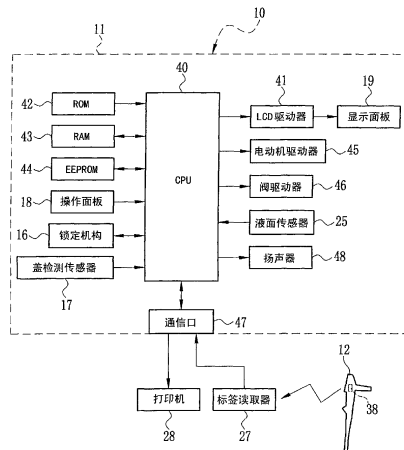 10
11
40
41
19
42
ROM
LCD驱动器
显示面板
43
RAM
电动机驱动器
45
44
EEPROM
CPU
阀驱动器
46
18
操作面板
液面传感器
25
16
锁定机构
扬声器
48
盖检测传感器
17
通信口
47
12
打印机
标签读取器
38
28
27